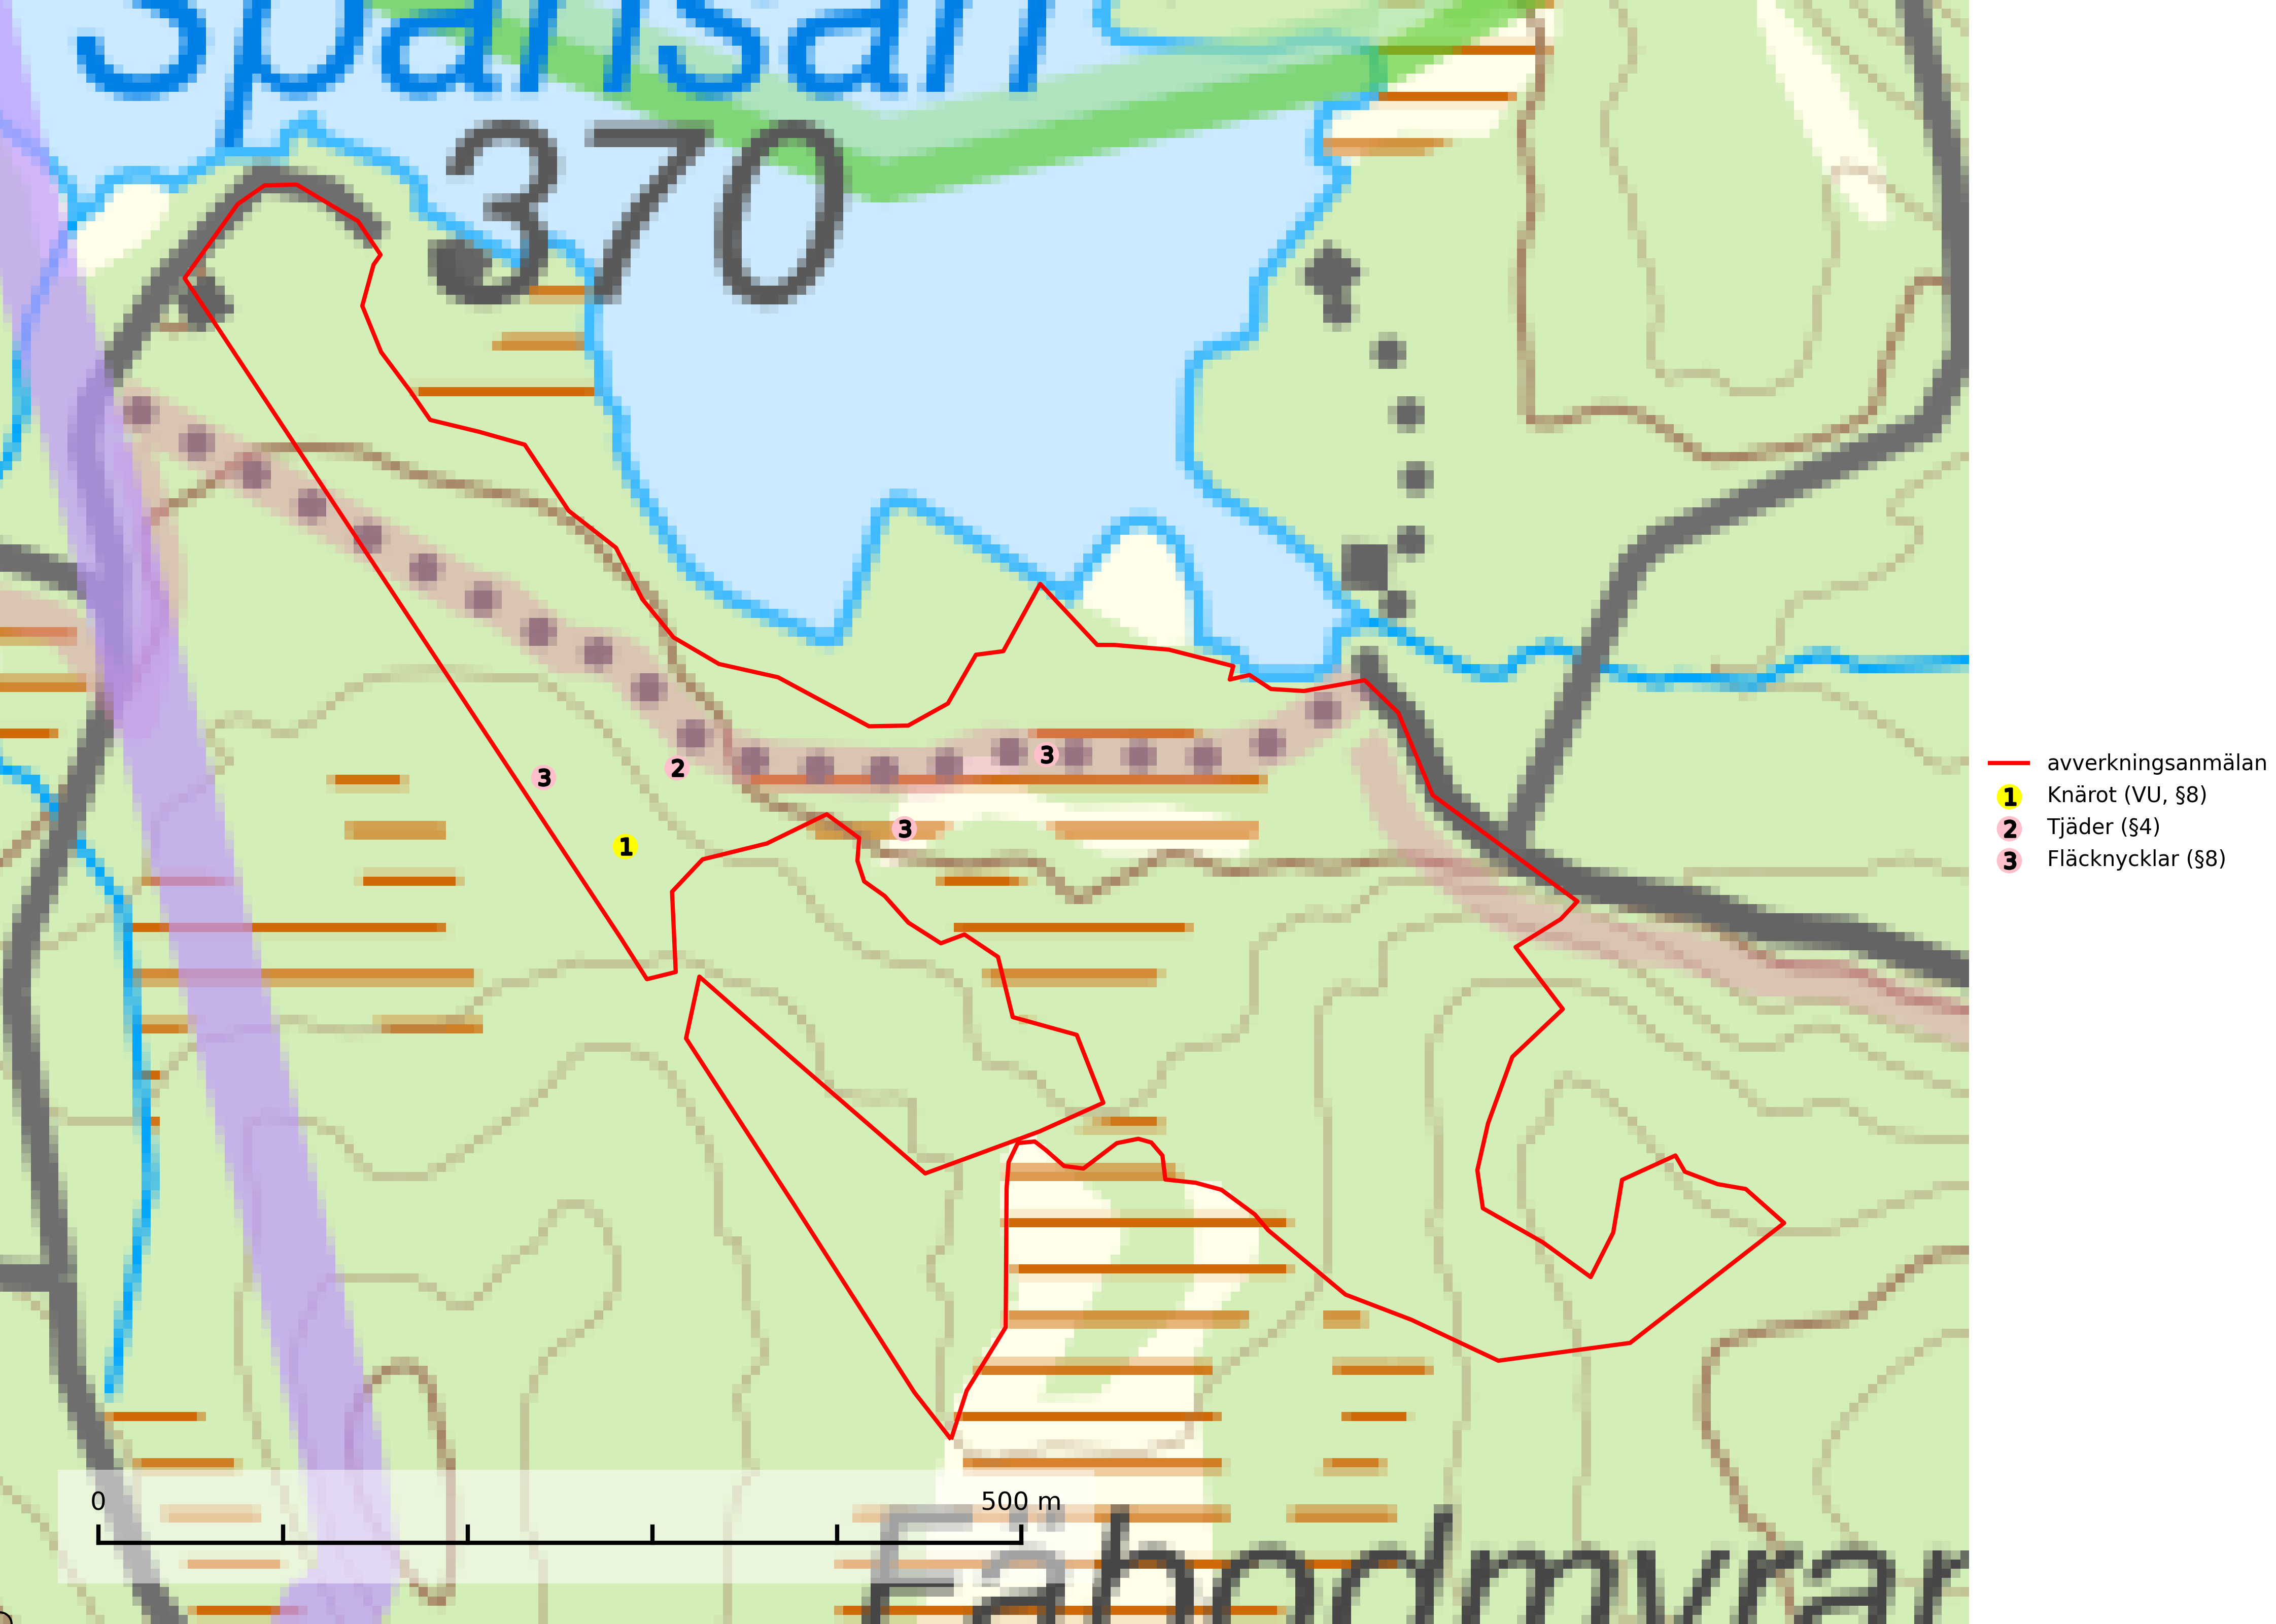 Spånsån
370
3
2
3
3
1
avverkningsanmälan
1 Knärot (VU, §8)
2 Tjäder (§4)
3 Fläcknycklar (§8)
0 500 m